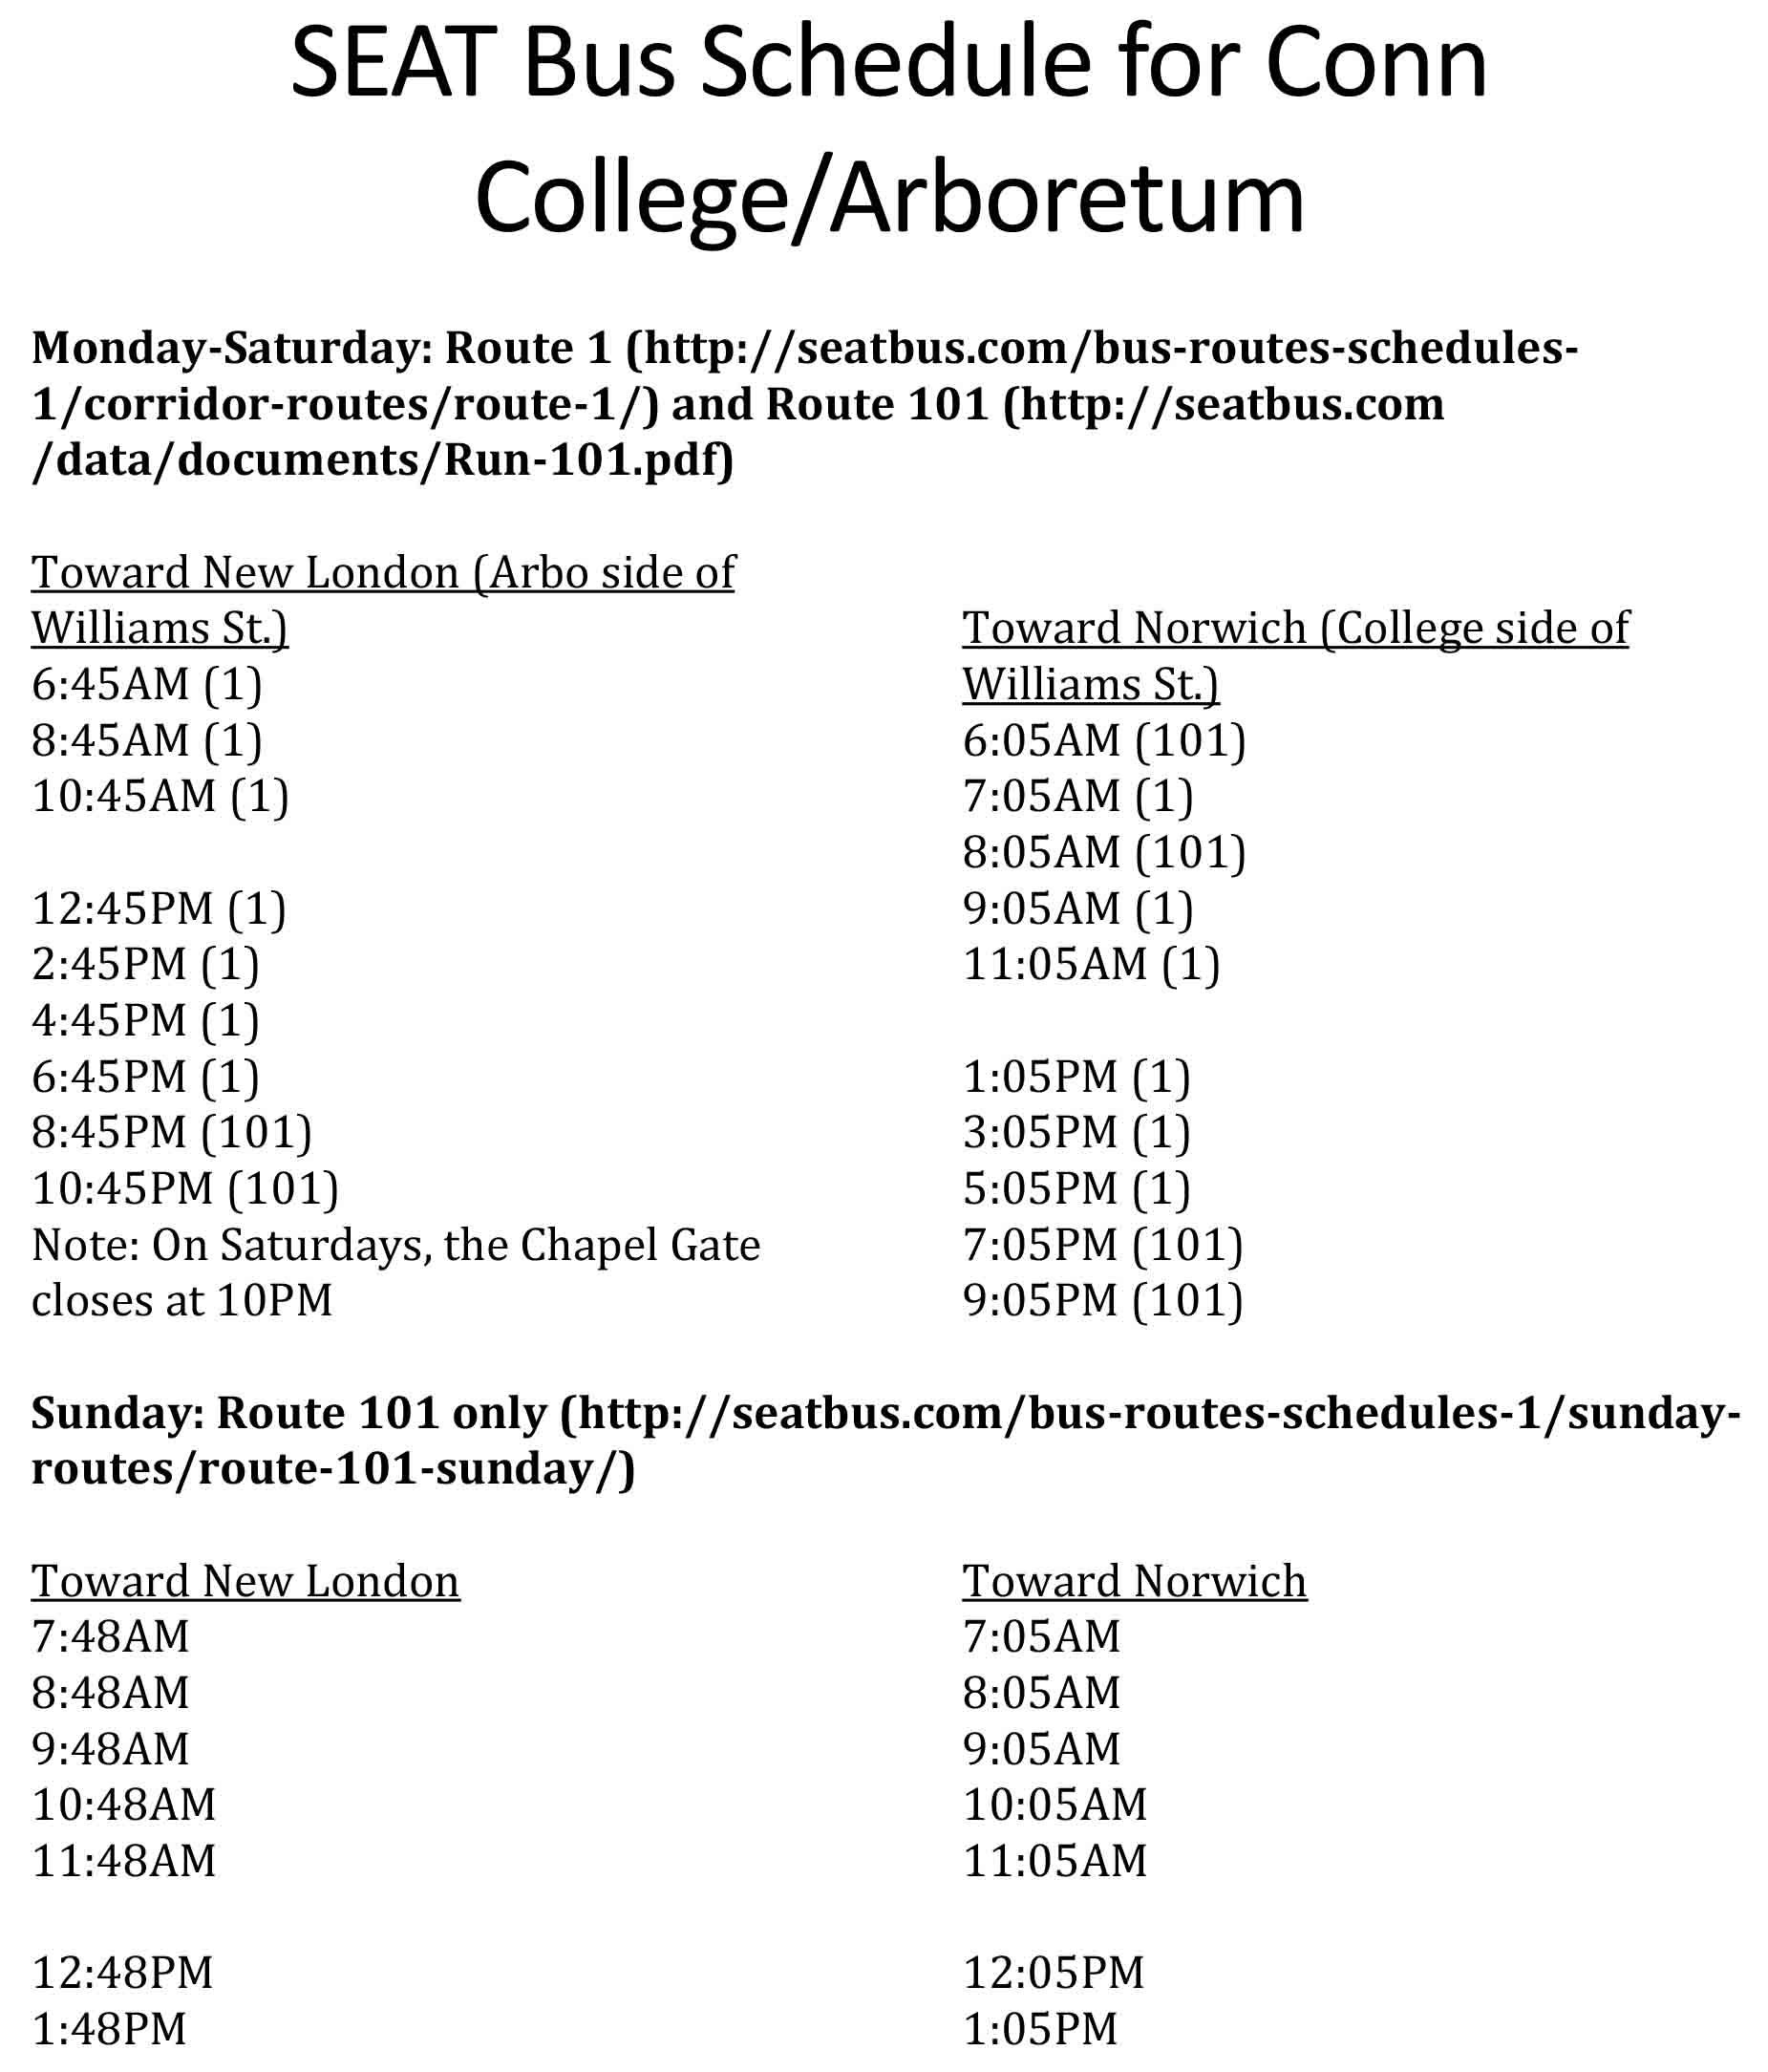 SEAT Bus Schedule for Conn
College/Arboretum
Monday-Saturday: Route 1 (http://seatbus.com/bus-routes-schedules-
1/corridor-routes/route-1/) and Route 101 (http://seatbus.com
/data/documents/Run-101.pdf)
Toward New London (Arbo side of
Williams St.)
6:45AM (1)
8:45AM (1)
10:45AM (1)
12:45PM (1)
2:45PM (1)
4:45PM (1)
6:45PM (1)
8:45PM (101)
10:45PM (101)
Note: On Saturdays, the Chapel Gate
closes at 10PM
Toward Norwich (College side of
Williams St.)
6:05AM (101)
7:05AM (1)
8:05AM (101)
9:05AM (1)
11:05AM (1)
1:05PM (1)
3:05PM (1)
5:05PM (1)
7:05PM (101)
9:05PM (101)
Sunday: Route 101 only (http://seatbus.com/bus-routes-schedules-1/sunday-
routes/route-101-sunday/)
Toward New London
7:48AM
8:48AM
9:48AM
10:48AM
11:48AM
12:48PM
1:48PM
Toward Norwich
7:05AM
8:05AM
9:05AM
10:05AM
11:05AM
12:05PM
1:05PM